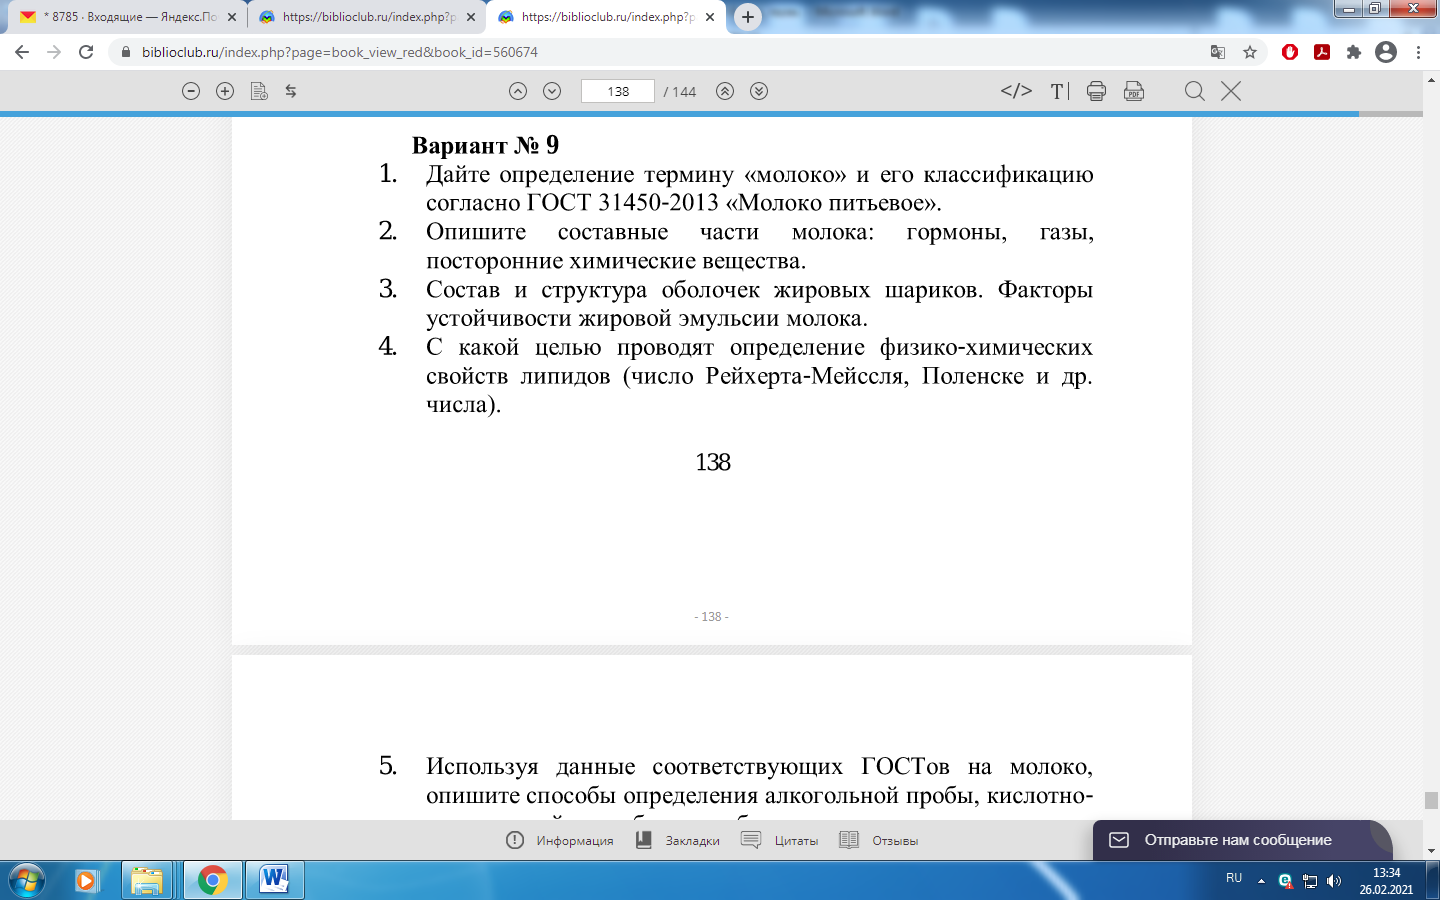 * 8785 · Входящие — Яндекс.По
https://biblioclub.ru/index.php?p
https://biblioclub.ru/index.php?p
biblioclub.ru/index.php?page=book_view_red&book_id=560674
138 / 144
</> T| PDF
Вариант № 9
1. Дайте определение термину «молоко» и его классификацию
согласно ГОСТ 31450-2013 «Молоко питьевое».
2. Опишите составные части молока: гормоны, газы,
посторонние химические вещества.
3. Состав и структура оболочек жировых шариков. Факторы
устойчивости жировой эмульсии молока.
4. С какой целью проводят определение физико-химических
свойств липидов (число Рейхерта-Мейссля, Поленске и др.
числа).
138
- 138 -
5. Используя данные соответствующих ГОСТов на молоко,
опишите способы определения алкогольной пробы, кислотно-
Информация Закладки Цитаты Отзывы
Отправьте нам сообщение
RU
13:34
26.02.2021